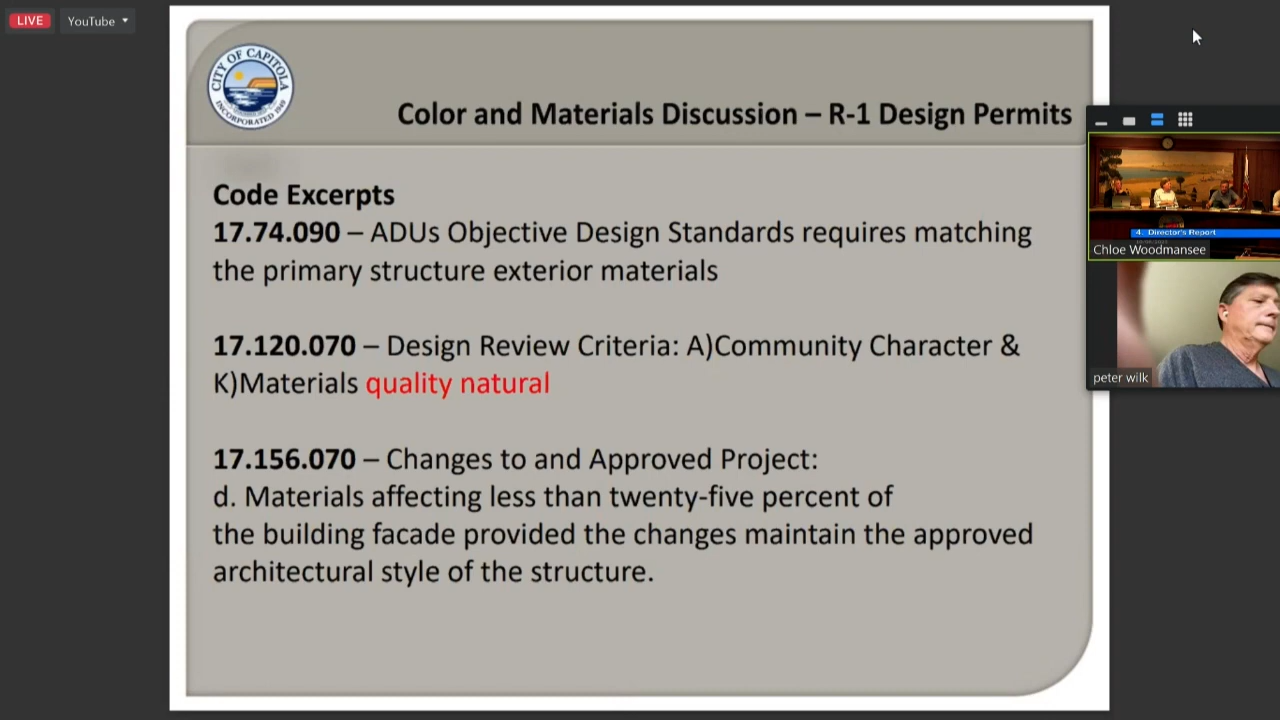 LIVE
YouTube
CITY OF CAPITOLA
INCORPORATED 1949
Color and Materials Discussion – R-1 Design Permits
Code Excerpts
17.74.090 – ADUs Objective Design Standards requires matching
the primary structure exterior materials
17.120.070 – Design Review Criteria: A)Community Character &
K)Materials quality natural
17.156.070 – Changes to and Approved Project:
d. Materials affecting less than twenty-five percent of
the building facade provided the changes maintain the approved
architectural style of the structure.
4. Director's Report
Chloe Woodmansee
peter wilk